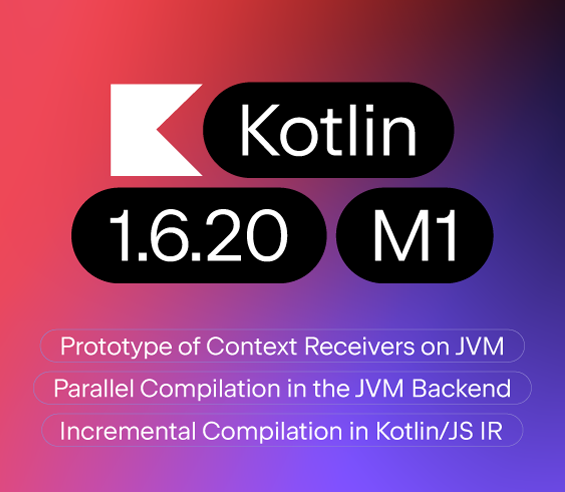 Kotlin
1.6.20 M1
Prototype of Context Receivers on JVM
Parallel Compilation in the JVM Backend
Incremental Compilation in Kotlin/JS IR